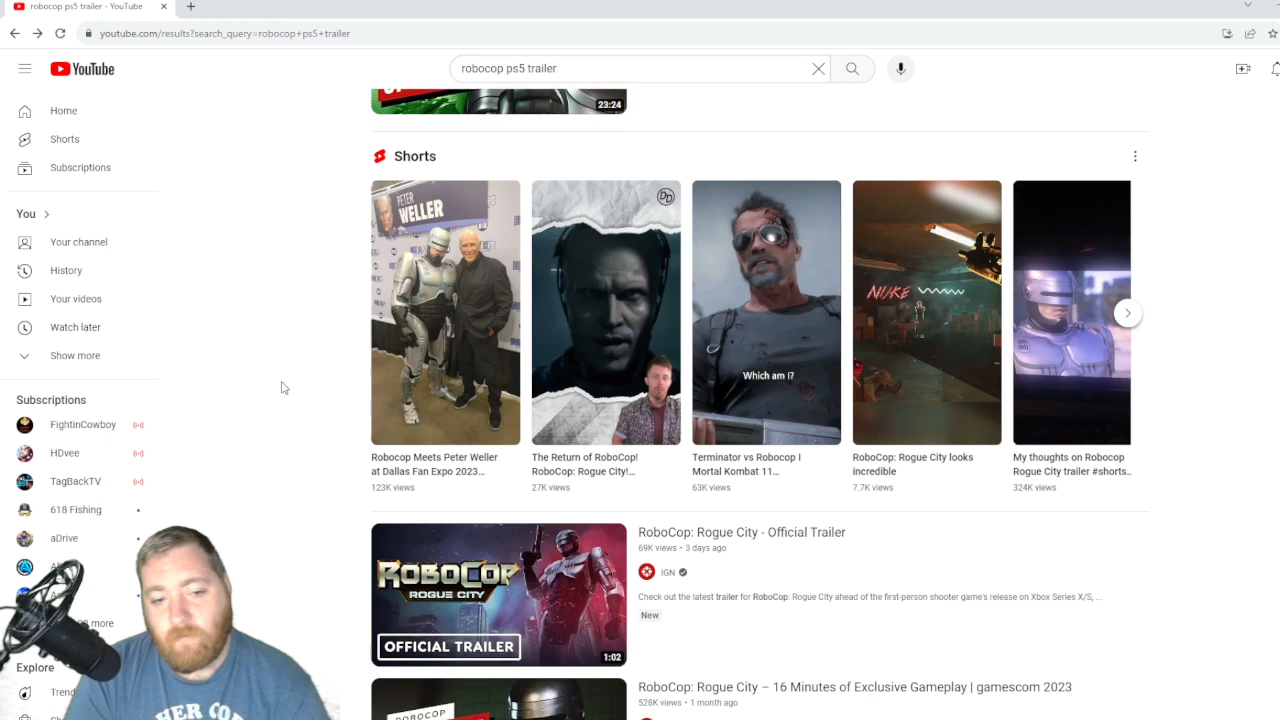 robocop ps5 trailer - YouTube
youtube.com/results?search_query=robocop+ps5+trailer
YouTube
robocop ps5 trailer
Home
Shorts
Subscriptions
You
Your channel
History
Your videos
Watch later
Show more
Subscriptions
FightinCowboy
HDvee
TagBackTV
618 Fishing
aDrive
more
Explore
Trend
23:24
Shorts
PETER
WELLER
DD
Which am I?
NUKE
Robocop Meets Peter Weller
at Dallas Fan Expo 2023...
123K views
The Return of RoboCop!
RoboCop: Rogue City!...
27K views
Terminator vs Robocop I
Mortal Kombat 11...
63K views
RoboCop: Rogue City looks
incredible
7.7K views
My thoughts on Robocop
Rogue City trailer #shorts...
324K views
ROBOCOP
ROGUE CITY
OFFICIAL TRAILER
1:02
RoboCop: Rogue City - Official Trailer
69K views • 3 days ago
IGN
Check out the latest trailer for RoboCop: Rogue City ahead of the first-person shooter game's release on Xbox Series X/S, ...
New
ROBOCOP
RoboCop: Rogue City – 16 Minutes of Exclusive Gameplay | gamescom 2023
528K views • 1 month ago